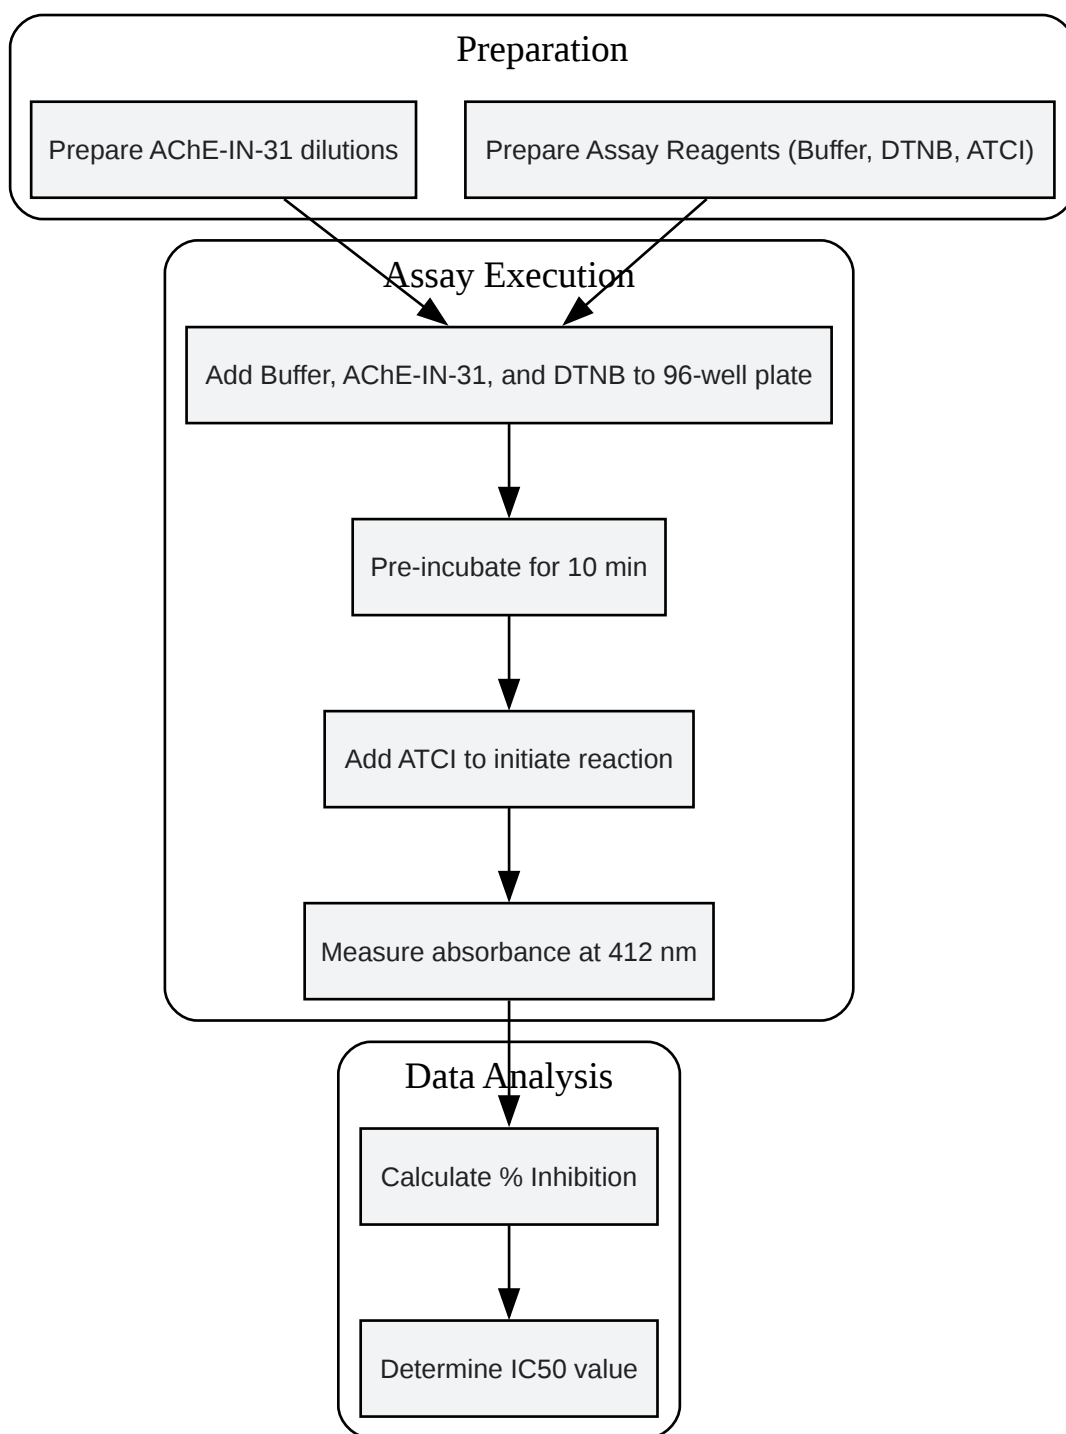 Preparation
Prepare AChE-IN-31 dilutions
Prepare Assay Reagents (Buffer, DTNB, ATCI)
Assay Execution
Add Buffer, AChE-IN-31, and DTNB to 96-well plate
Pre-incubate for 10 min
Add ATCI to initiate reaction
Measure absorbance at 412 nm
Data Analysis
Calculate % Inhibition
Determine IC50 value